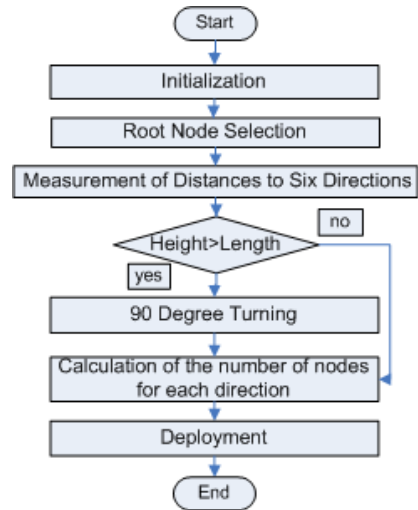 Start
Initialization
Root Node Selection
Measurement of Distances to Six Directions
Height>Length
no
yes
90 Degree Turning
Calculation of the number of nodes
for each direction
Deployment
End